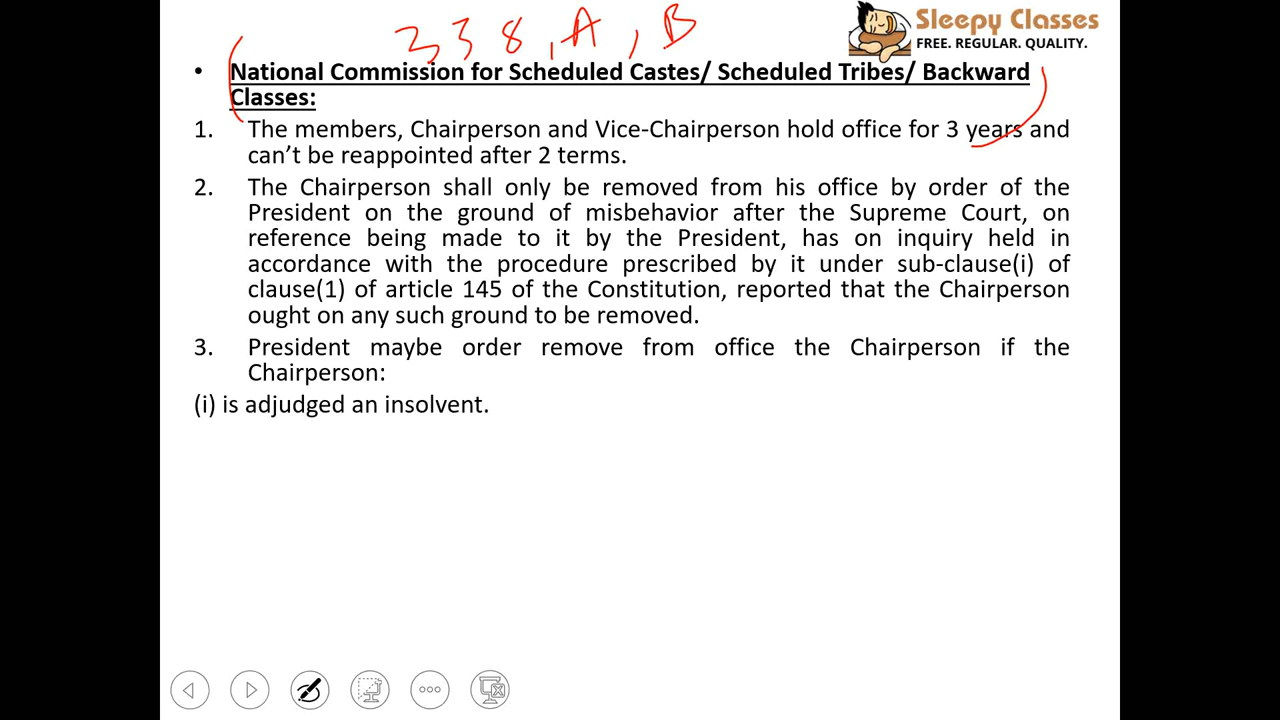 338, A, B
Sleepy Classes
FREE. REGULAR. QUALITY.
• National Commission for Scheduled Castes/ Scheduled Tribes/ Backward
Classes:
1. The members, Chairperson and Vice-Chairperson hold office for 3 years and
can’t be reappointed after 2 terms.
2. The Chairperson shall only be removed from his office by order of the
President on the ground of misbehavior after the Supreme Court, on
reference being made to it by the President, has on inquiry held in
accordance with the procedure prescribed by it under sub-clause(i) of
clause(1) of article 145 of the Constitution, reported that the Chairperson
ought on any such ground to be removed.
3. President maybe order remove from office the Chairperson if the
Chairperson:
(i) is adjudged an insolvent.